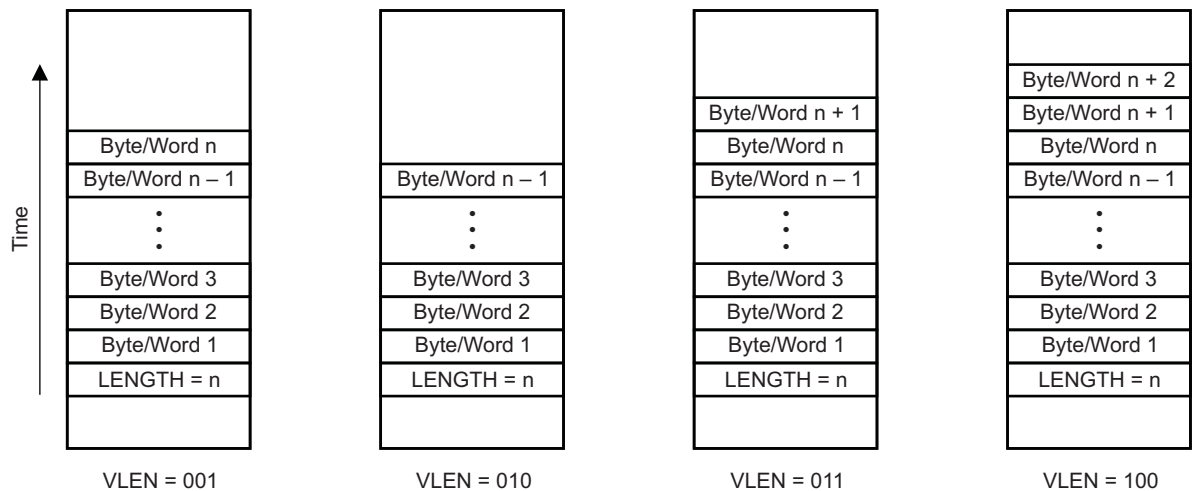 Time
Byte/Word n
Byte/Word n – 1
Byte/Word 3
Byte/Word 2
Byte/Word 1
LENGTH = n
VLEN = 001
Byte/Word n – 1
Byte/Word 3
Byte/Word 2
Byte/Word 1
LENGTH = n
VLEN = 010
Byte/Word n + 1
Byte/Word n
Byte/Word n – 1
Byte/Word 3
Byte/Word 2
Byte/Word 1
LENGTH = n
VLEN = 011
Byte/Word n + 2
Byte/Word n + 1
Byte/Word n
Byte/Word n – 1
Byte/Word 3
Byte/Word 2
Byte/Word 1
LENGTH = n
VLEN = 100